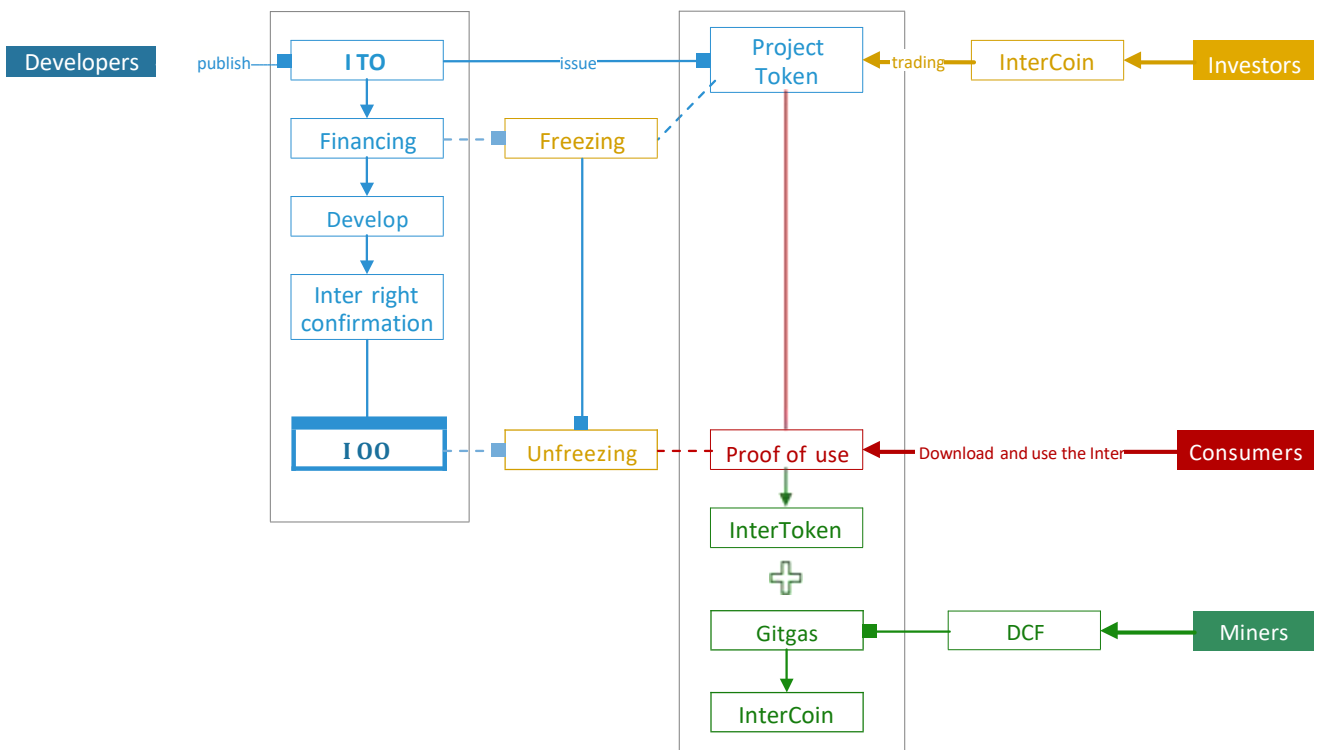 Developers
publish
I TO
issue
Project
Token
trading
InterCoin
Investors
Financing
Freezing
Develop
Inter right
confirmation
I OO
Unfreezing
Proof of use
Download and use the Inter
Consumers
InterToken
Gitgas
DCF
Miners
InterCoin